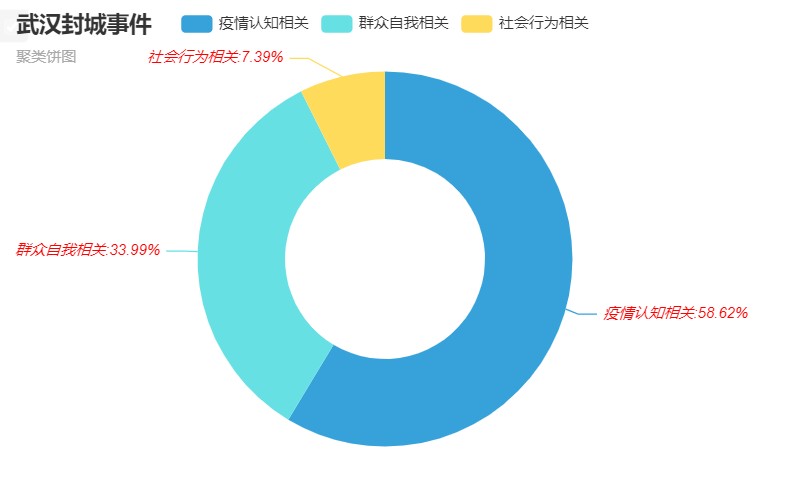 武汉封城事件
疫情认知相关 群众自我相关 社会行为相关
聚类饼图
社会行为相关:7.39%
群众自我相关:33.99%
疫情认知相关:58.62%